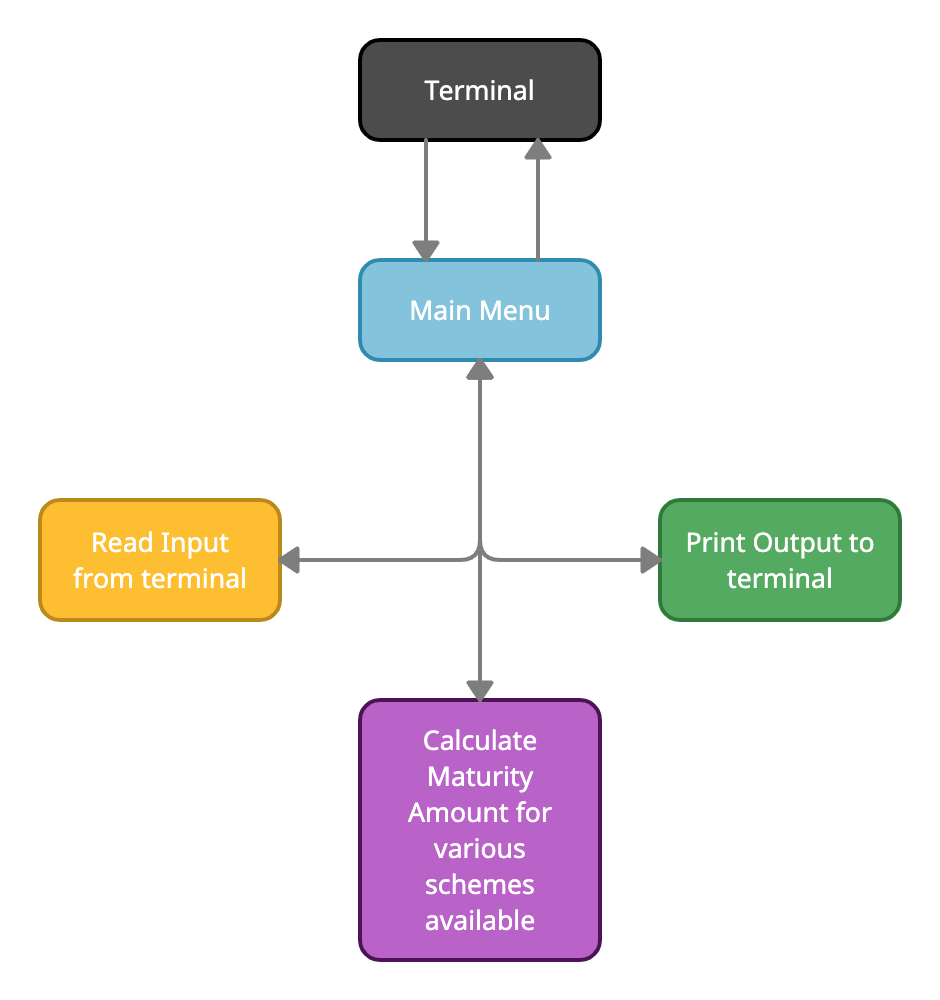 Terminal
Main Menu
Read Input
from terminal
Print Output to
terminal
Calculate
Maturity
Amount for
various
schemes
available